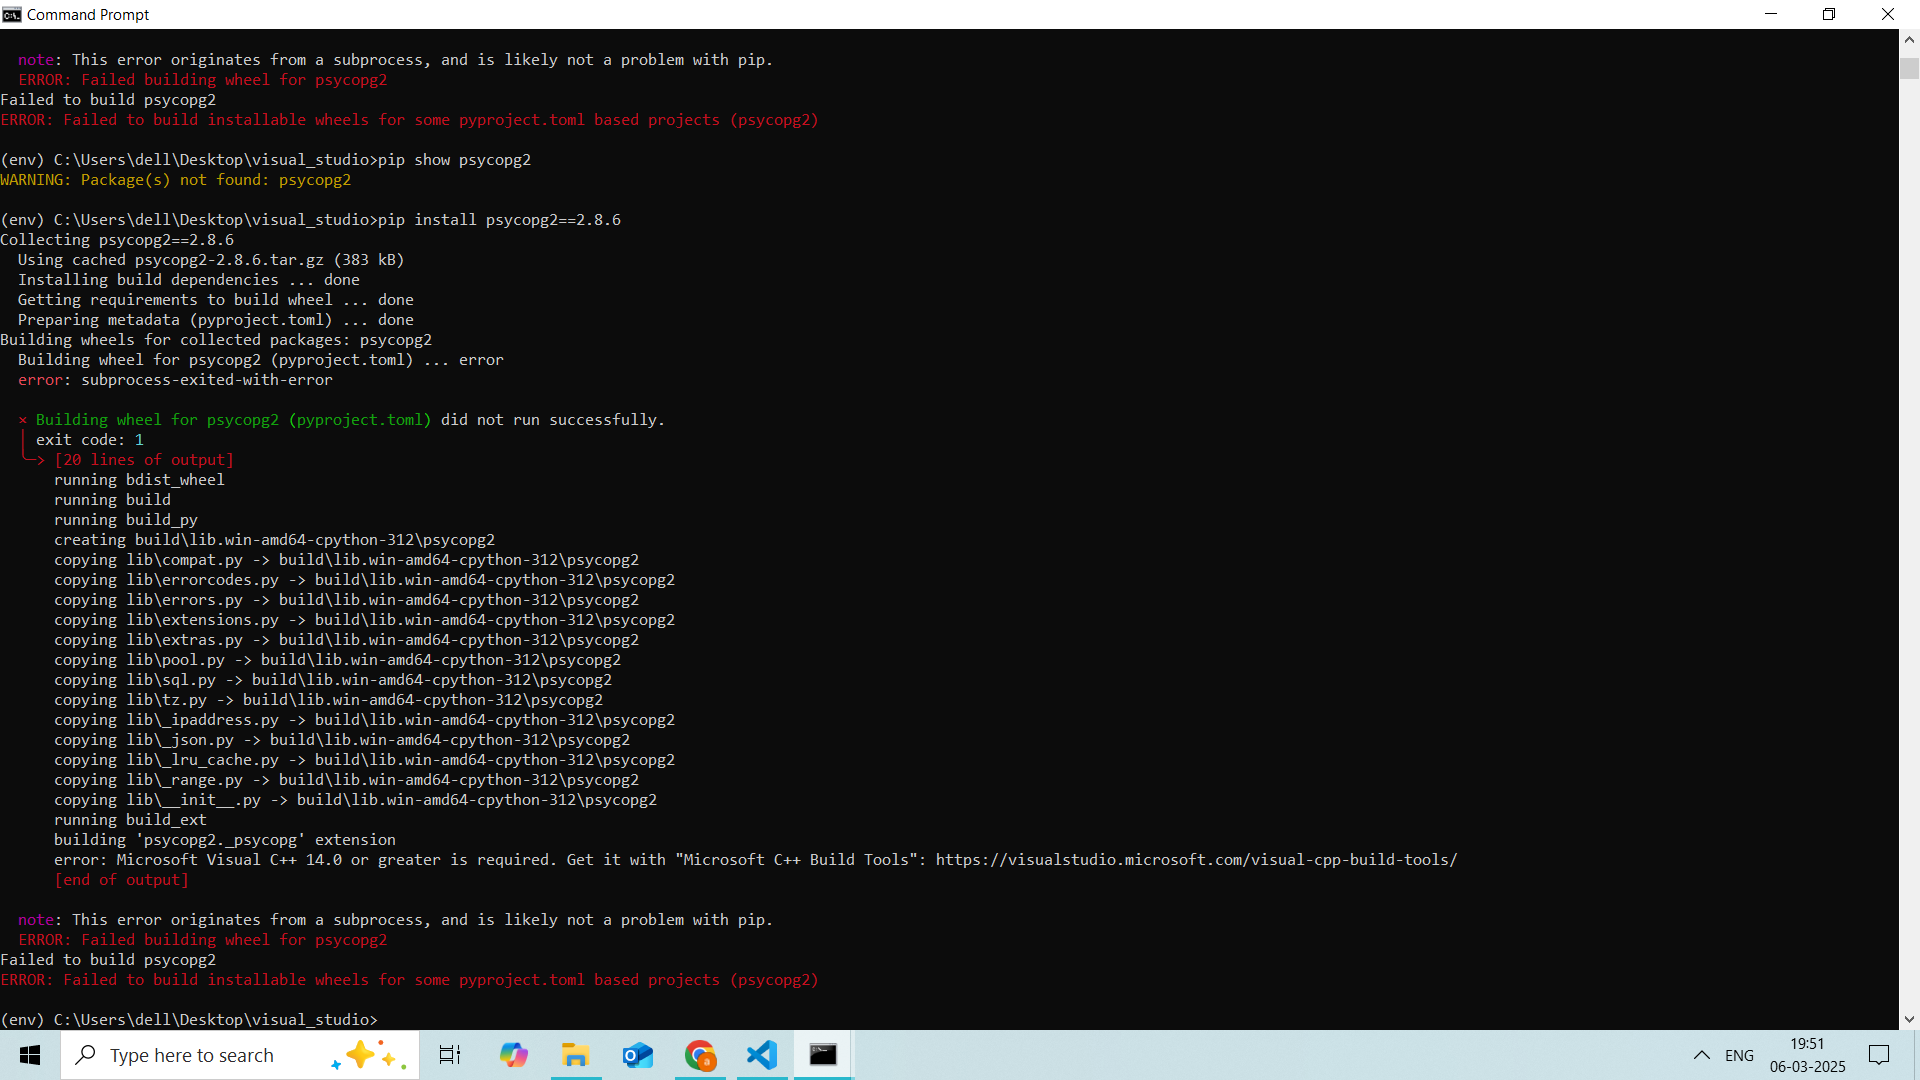 Command Prompt
note: This error originates from a subprocess, and is likely not a problem with pip.
ERROR: Failed building wheel for psycopg2
Failed to build psycopg2
ERROR: Failed to build installable wheels for some pyproject.toml based projects (psycopg2)
(env) C:\Users\dell\Desktop\visual_studio>pip show psycopg2
WARNING: Package(s) not found: psycopg2
(env) C:\Users\dell\Desktop\visual_studio>pip install psycopg2==2.8.6
Collecting psycopg2==2.8.6
Using cached psycopg2-2.8.6.tar.gz (383 kB)
Installing build dependencies ... done
Getting requirements to build wheel ... done
Preparing metadata (pyproject.toml) ... done
Building wheels for collected packages: psycopg2
Building wheel for psycopg2 (pyproject.toml) ... error
error: subprocess-exited-with-error
× Building wheel for psycopg2 (pyproject.toml) did not run successfully.
│ exit code: 1
╰─> [20 lines of output]
running bdist_wheel
running build
running build_py
creating build\lib.win-amd64-cpython-312\psycopg2
copying lib\compat.py -> build\lib.win-amd64-cpython-312\psycopg2
copying lib\errorcodes.py -> build\lib.win-amd64-cpython-312\psycopg2
copying lib\errors.py -> build\lib.win-amd64-cpython-312\psycopg2
copying lib\extensions.py -> build\lib.win-amd64-cpython-312\psycopg2
copying lib\extras.py -> build\lib.win-amd64-cpython-312\psycopg2
copying lib\pool.py -> build\lib.win-amd64-cpython-312\psycopg2
copying lib\sql.py -> build\lib.win-amd64-cpython-312\psycopg2
copying lib\tz.py -> build\lib.win-amd64-cpython-312\psycopg2
copying lib\_ipaddress.py -> build\lib.win-amd64-cpython-312\psycopg2
copying lib\_json.py -> build\lib.win-amd64-cpython-312\psycopg2
copying lib\_lru_cache.py -> build\lib.win-amd64-cpython-312\psycopg2
copying lib\_range.py -> build\lib.win-amd64-cpython-312\psycopg2
copying lib\__init__.py -> build\lib.win-amd64-cpython-312\psycopg2
running build_ext
building 'psycopg2._psycopg' extension
error: Microsoft Visual C++ 14.0 or greater is required. Get it with "Microsoft C++ Build Tools": https://visualstudio.microsoft.com/visual-cpp-build-tools/
[end of output]
note: This error originates from a subprocess, and is likely not a problem with pip.
ERROR: Failed building wheel for psycopg2
Failed to build psycopg2
ERROR: Failed to build installable wheels for some pyproject.toml based projects (psycopg2)
(env) C:\Users\dell\Desktop\visual_studio>
Type here to search
ENG
19:51
06-03-2025